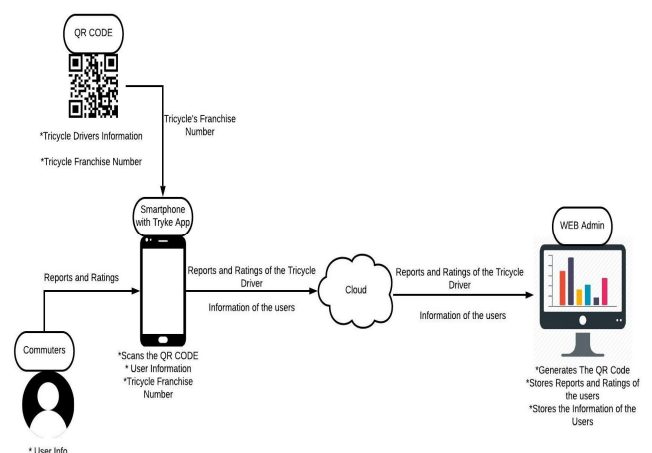 QR CODE
*Tricycle Drivers Information
*Tricycle Franchise Number
Tricycle's Franchise
Number
Smartphone
with Tryke App
Reports and Ratings
Commuters
* User Info
*Scans the QR CODE
* User Information
*Tricycle Franchise
Number
Reports and Ratings of the Tricycle
Driver
Information of the users
Cloud
Reports and Ratings of the Tricycle
Driver
Information of the users
WEB Admin
*Generates The QR Code
*Stores Reports and Ratings of
the users
*Stores the Information of the
Users